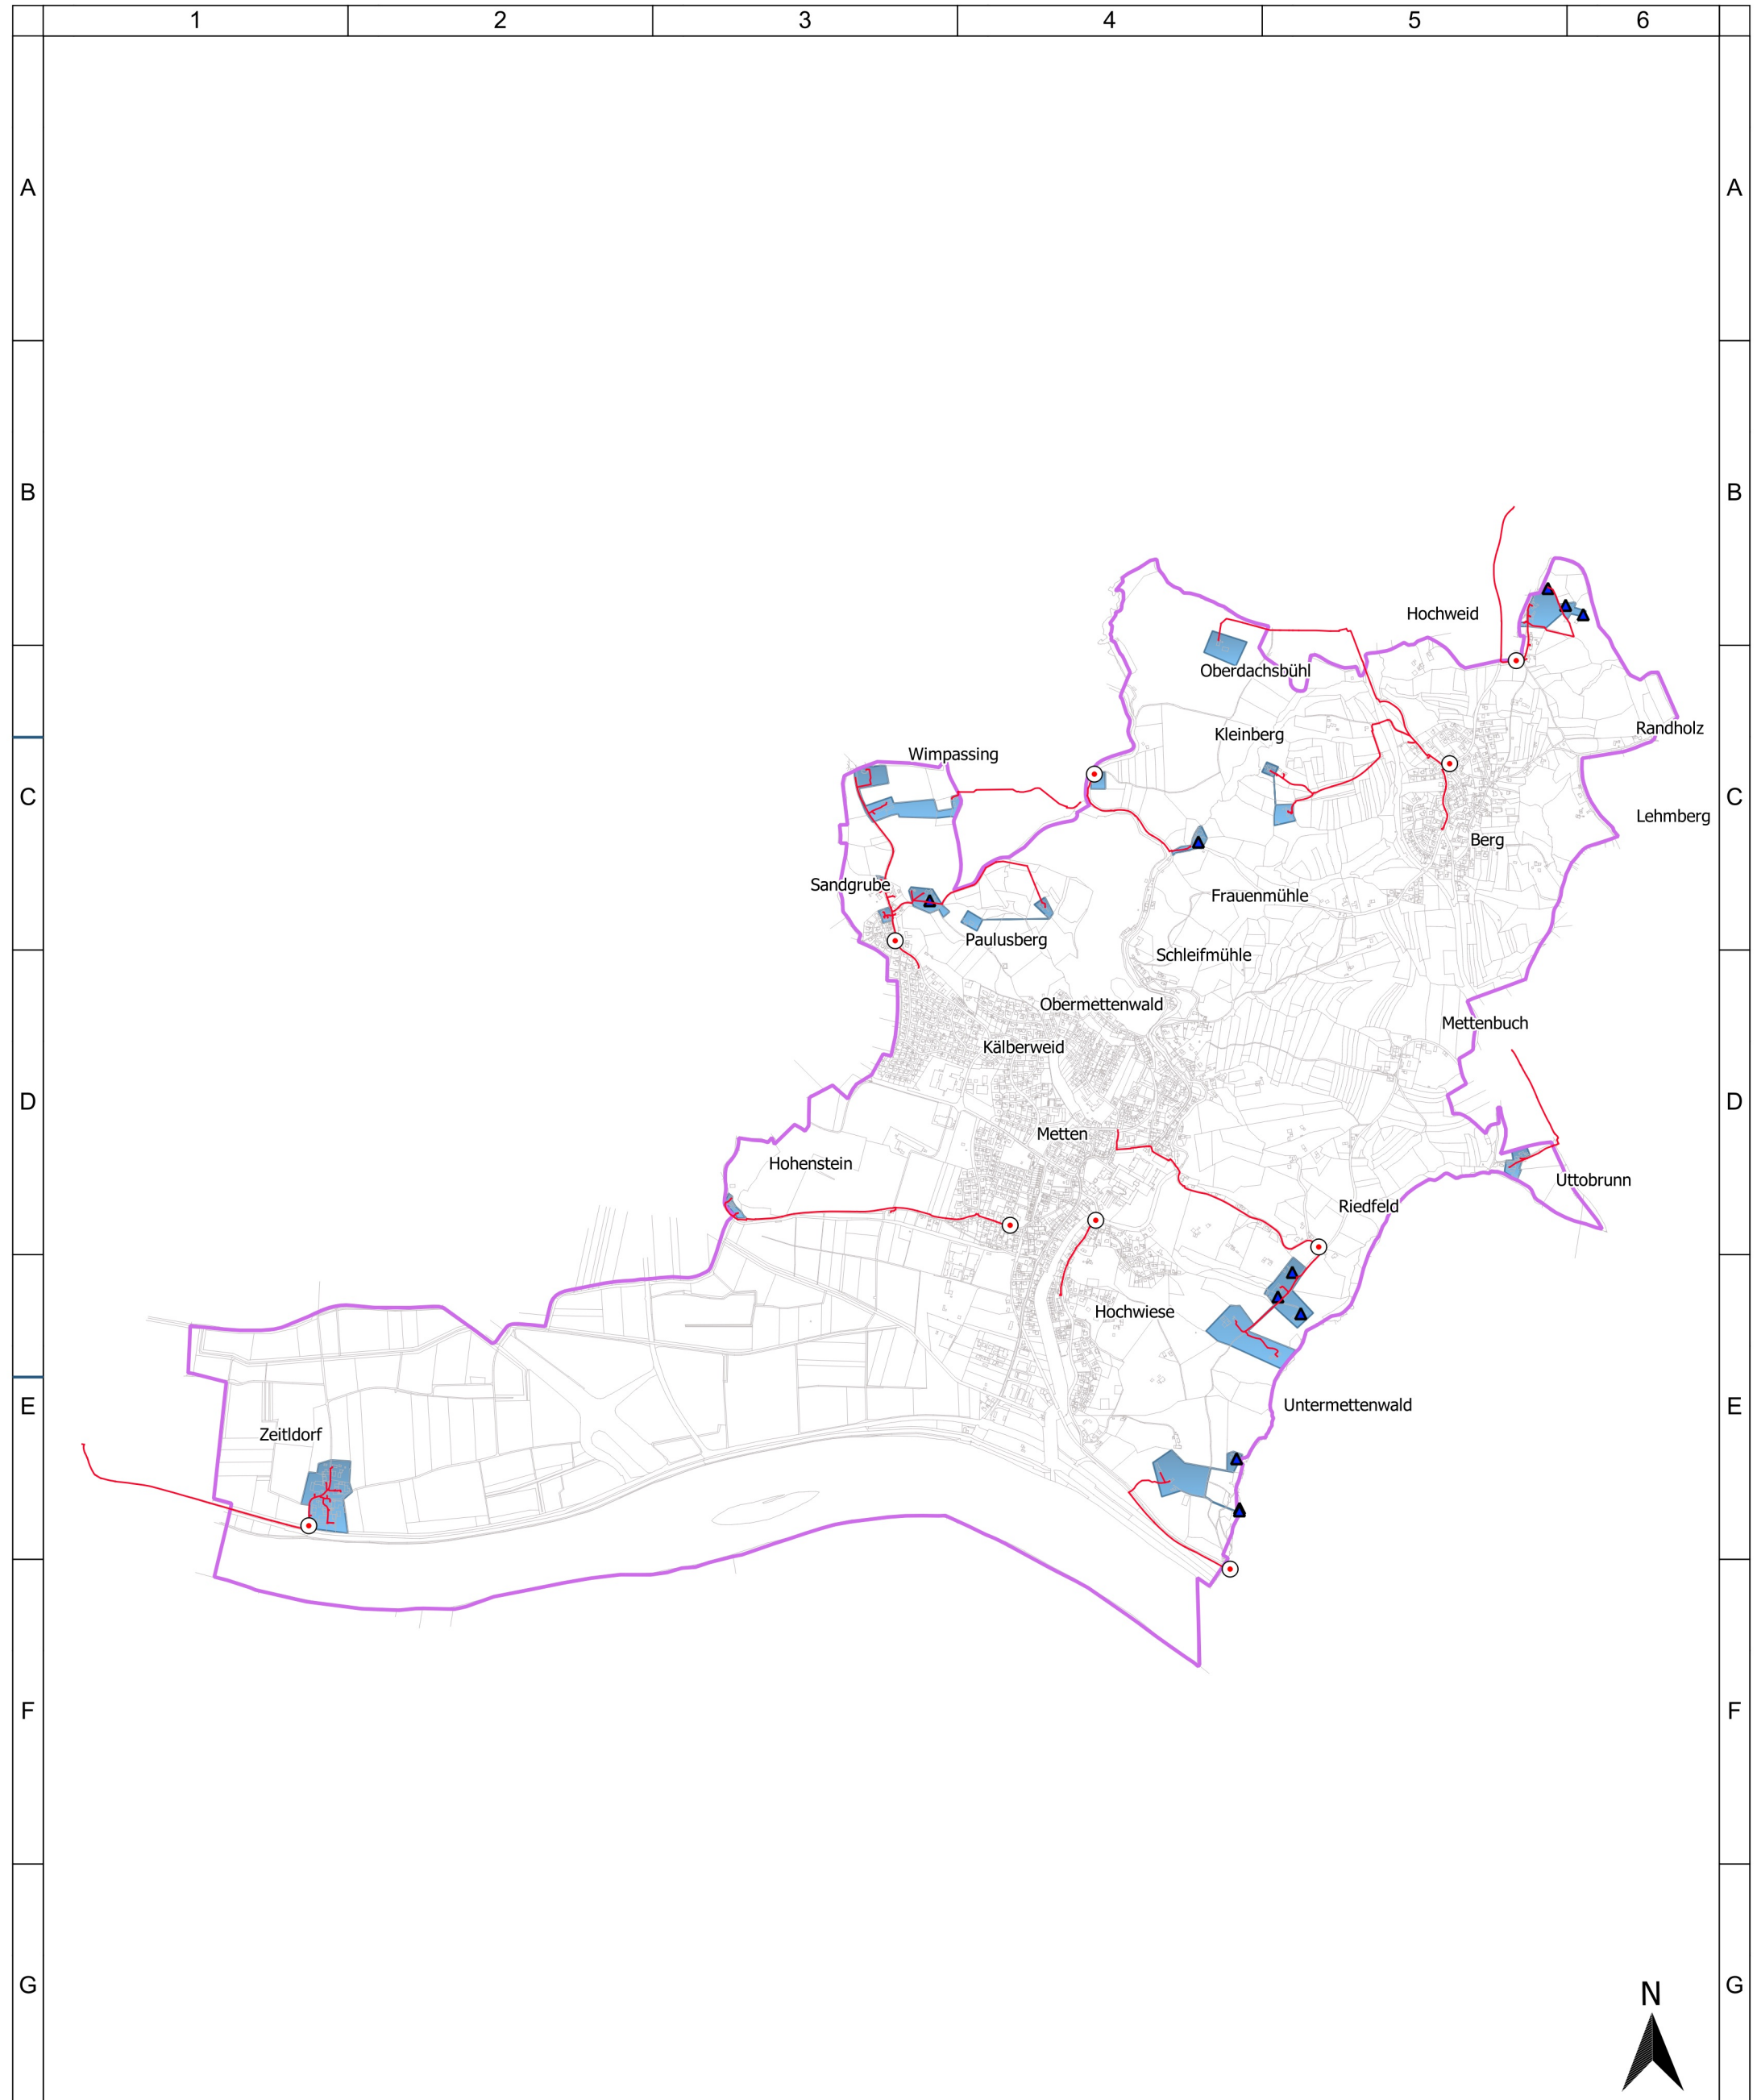 1 2 3 4 5 6
A A
B B
Hochweid
Oberdachsbühl
Randholz
Kleinberg
Wimpassing
C C
Lehmberg
Berg
Sandgrube
Frauenmühle
Paulusberg
Schleifmühle
Obermettenwald
Mettenbuch
Kälberweid
D D
Metten
Hohenstein
Uttobrunn
Riedfeld
Hochwiese
E E
Untermettenwald
Zeitldorf
F F
G G
N